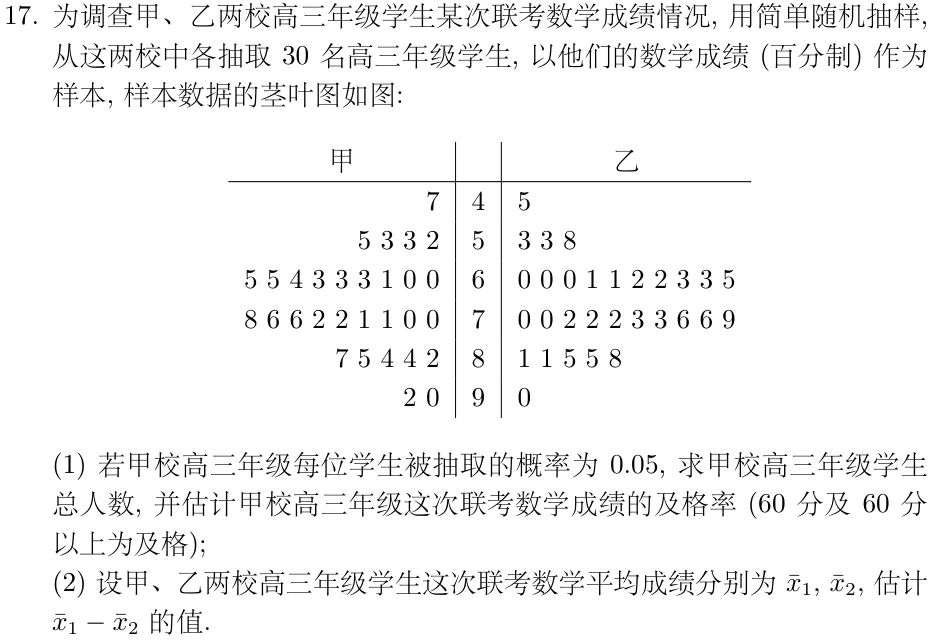 17. 为调查甲、乙两校高三年级学生某次联考数学成绩情况, 用简单随机抽样,
从这两校中各抽取 30 名高三年级学生, 以他们的数学成绩 (百分制) 作为
样本, 样本数据的茎叶图如图:
甲 乙
7 4 5
5 3 3 2 5 3 3 8
5 5 4 3 3 3 1 0 0 6 0 0 0 1 1 2 2 3 3 5
8 6 6 2 2 1 1 0 0 7 0 0 2 2 2 3 3 6 6 9
7 5 4 4 2 8 1 1 5 5 8
2 0 9 0
(1) 若甲校高三年级每位学生被抽取的概率为 0.05, 求甲校高三年级学生
总人数, 并估计甲校高三年级这次联考数学成绩的及格率 (60 分及 60 分
以上为及格);
(2) 设甲、乙两校高三年级学生这次联考数学平均成绩分别为 x̄₁, x̄₂, 估计
x̄₁ − x̄₂ 的值.